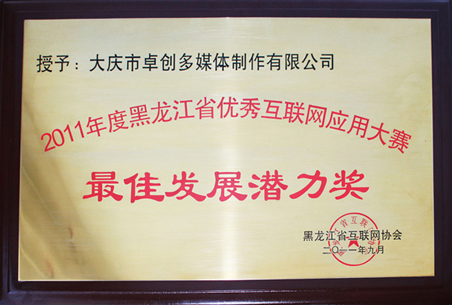 授予：大庆市卓创多媒体制作有限公司
2011年度黑龙江省优秀互联网应用大赛
最佳发展潜力奖
黑龙江省互联网协会
二〇一一年九月